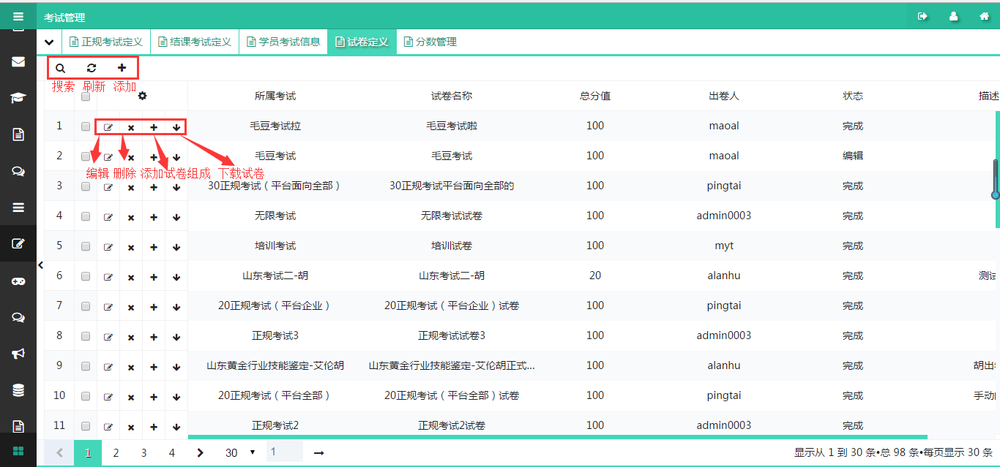 考试管理
正规考试定义 结课考试定义 学员考试信息 试卷定义 分数管理
搜索 刷新 添加
所属考试 试卷名称 总分值 出卷人 状态 描述
1 毛豆考试拉 毛豆考试啦 100 maoal 完成
2 毛豆考试 毛豆考试 100 maoal 编辑
编辑 删除 添加试卷组成 下载试卷
3 30正规考试（平台面向全部） 30正规考试平台面向全部的 100 pingtai 完成
4 无限考试 无限考试试卷 100 admin0003 完成
5 培训考试 培训试卷 100 myt 完成
6 山东考试二-胡 山东考试二-胡 20 alanhu 完成 测试
7 20正规考试（平台企业） 20正规考试（平台企业）试卷 100 pingtai 完成
8 正规考试3 正规考试试卷3 100 admin0003 完成
9 山东黄金行业技能鉴定-艾伦胡 山东黄金行业技能鉴定-艾伦胡正式... 100 alanhu 完成 胡出
10 20正规考试（平台全部） 20正规考试（平台全部）试卷 100 pingtai 完成 手动
11 正规考试2 正规考试2试卷 100 admin0003 完成
1 2 3 4 30 1 显示从 1 到 30 条•总 98 条•每页显示 30 条